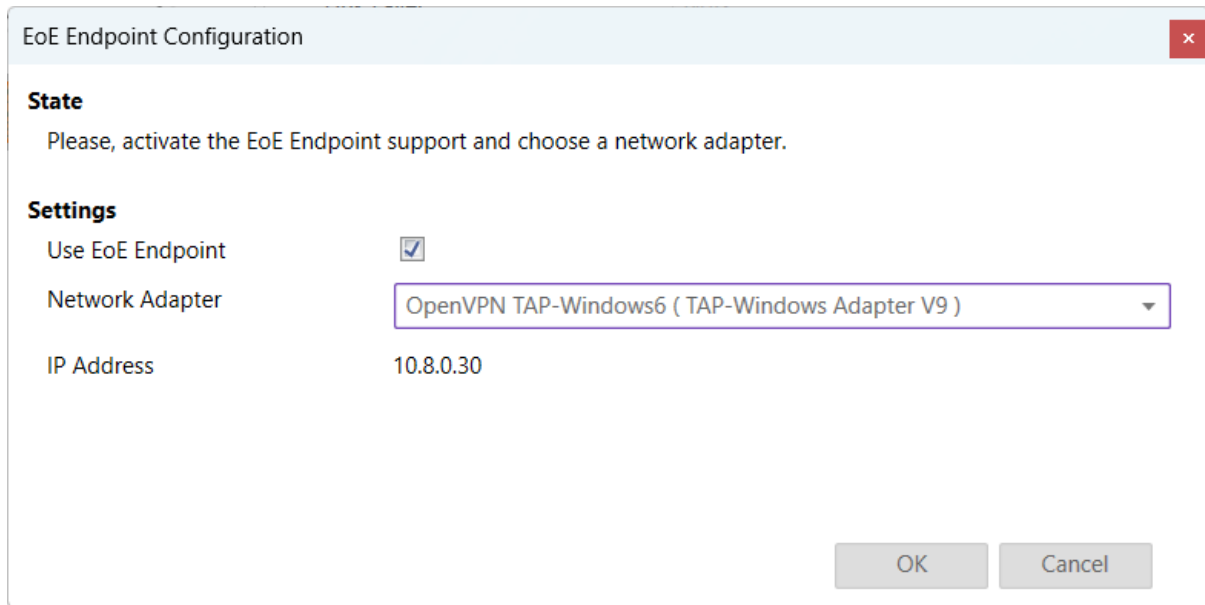 EoE Endpoint Configuration
State
Please, activate the EoE Endpoint support and choose a network adapter.
Settings
Use EoE Endpoint
Network Adapter
OpenVPN TAP-Windows6 ( TAP-Windows Adapter V9 )
IP Address
10.8.0.30
OK
Cancel